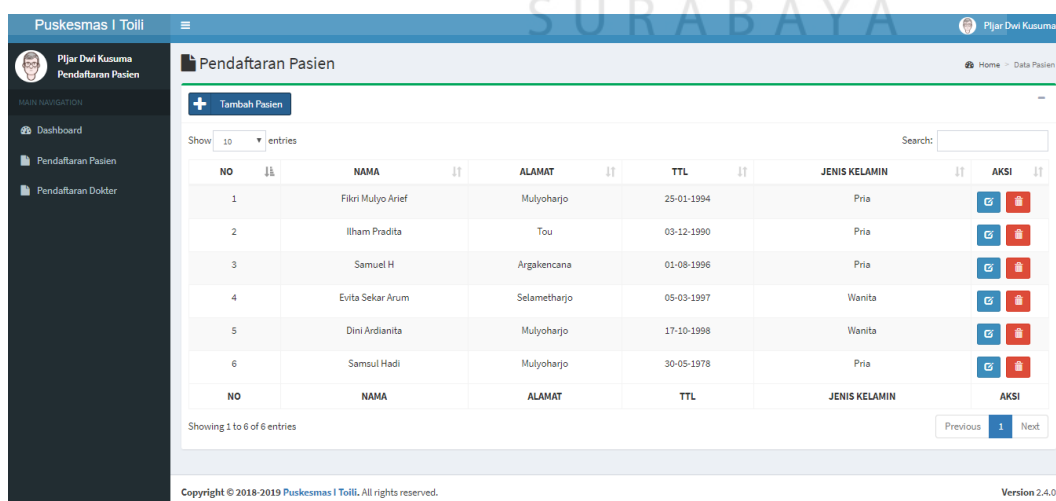 SURABAYA
Puskesmas I Toili
PIjar Dwi Kusuma
PIjar Dwi Kusuma
Pendaftaran Pasien
MAIN NAVIGATION
Dashboard
Pendaftaran Pasien
Pendaftaran Dokter
Pendaftaran Pasien
Home > Data Pasien
Tambah Pasien
Show 10 entries
Search:
NO NAMA ALAMAT TTL JENIS KELAMIN AKSI
1 Fikri Mulyo Arief Mulyoharjo 25-01-1994 Pria
2 Ilham Pradita Tou 03-12-1990 Pria
3 Samuel H Argakencana 01-08-1996 Pria
4 Evita Sekar Arum Selametharjo 05-03-1997 Wanita
5 Dini Ardianita Mulyoharjo 17-10-1998 Wanita
6 Samsul Hadi Mulyoharjo 30-05-1978 Pria
NO NAMA ALAMAT TTL JENIS KELAMIN AKSI
Showing 1 to 6 of 6 entries
Previous 1 Next
Copyright © 2018-2019 Puskesmas I Toili. All rights reserved.
Version 2.4.0